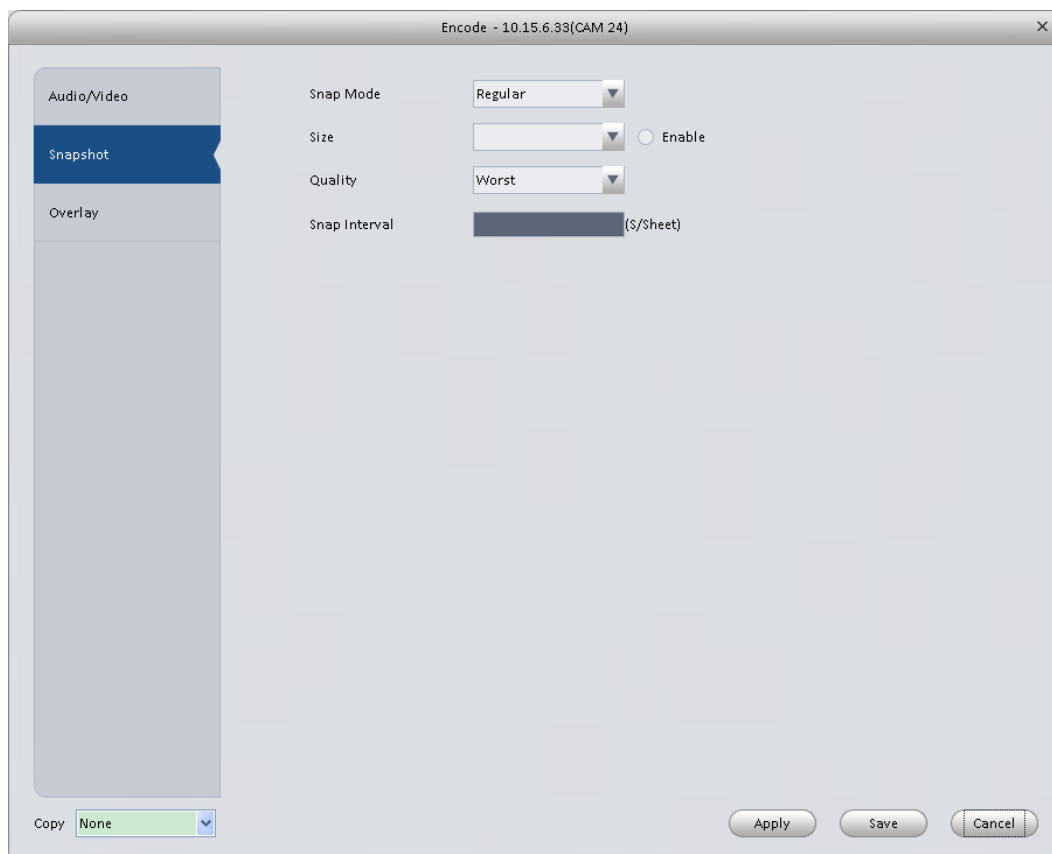 Encode - 10.15.6.33(CAM 24)
Audio/Video
Snapshot
Overlay
Snap Mode Regular
Size Enable
Quality Worst
Snap Interval (S/Sheet)
Copy None Apply Save Cancel